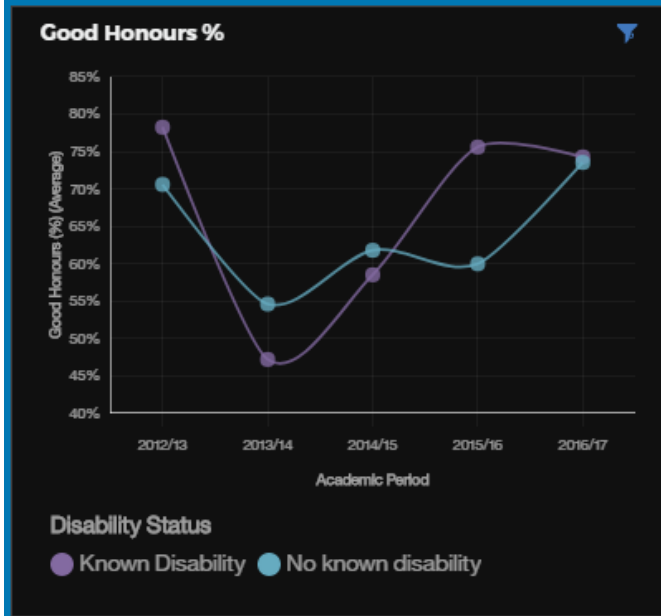 Good Honours %
85%
80%
75%
70%
65%
60%
55%
50%
45%
40%
Good Honours (%) (Average)
2012/13 2013/14 2014/15 2015/16 2016/17
Academic Period
Disability Status
Known Disability No known disability